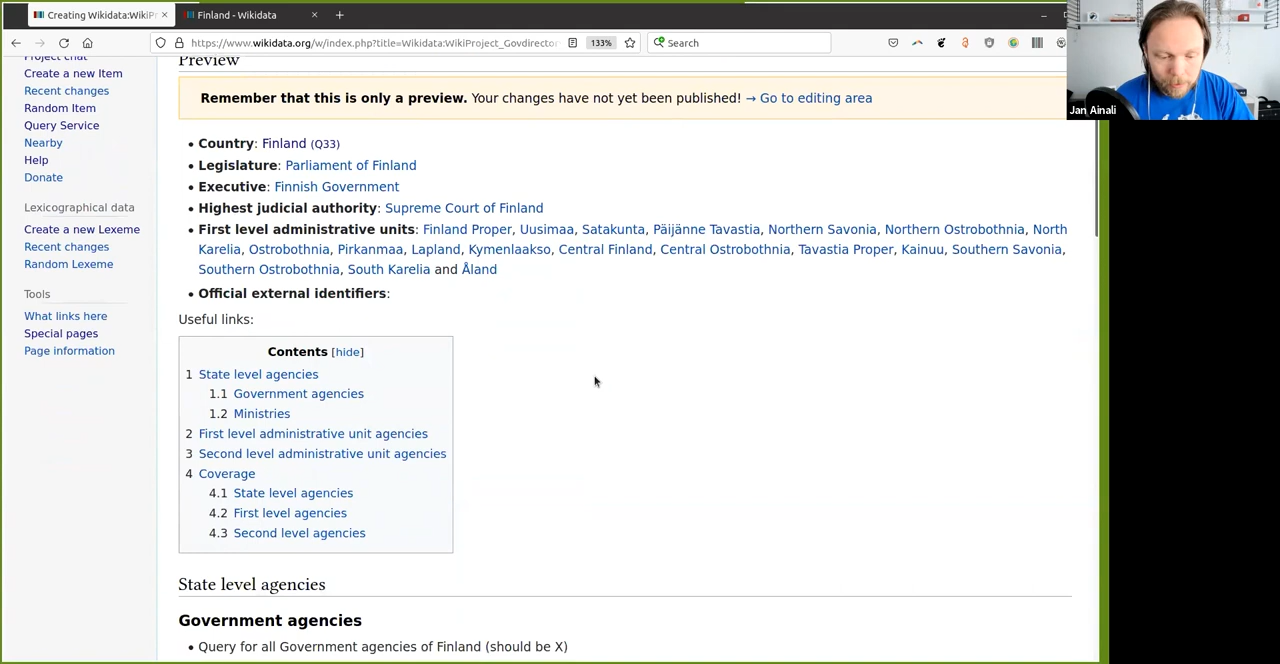 Creating Wikidata:WikiPr
Finland - Wikidata
https://www.wikidata.org/w/index.php?title=Wikidata:WikiProject_Govdirector
133%
Search
Jan Ainali
Project chat
Create a new Item
Recent changes
Random Item
Query Service
Nearby
Help
Donate
Lexicographical data
Create a new Lexeme
Recent changes
Random Lexeme
Tools
What links here
Special pages
Page information
Preview
Remember that this is only a preview. Your changes have not yet been published! → Go to editing area
• Country: Finland (Q33)
• Legislature: Parliament of Finland
• Executive: Finnish Government
• Highest judicial authority: Supreme Court of Finland
• First level administrative units: Finland Proper, Uusimaa, Satakunta, Päijänne Tavastia, Northern Savonia, Northern Ostrobothnia, North
Karelia, Ostrobothnia, Pirkanmaa, Lapland, Kymenlaakso, Central Finland, Central Ostrobothnia, Tavastia Proper, Kainuu, Southern Savonia,
Southern Ostrobothnia, South Karelia and Åland
• Official external identifiers:
Useful links:
Contents [hide]
1 State level agencies
1.1 Government agencies
1.2 Ministries
2 First level administrative unit agencies
3 Second level administrative unit agencies
4 Coverage
4.1 State level agencies
4.2 First level agencies
4.3 Second level agencies
State level agencies
Government agencies
• Query for all Government agencies of Finland (should be X)